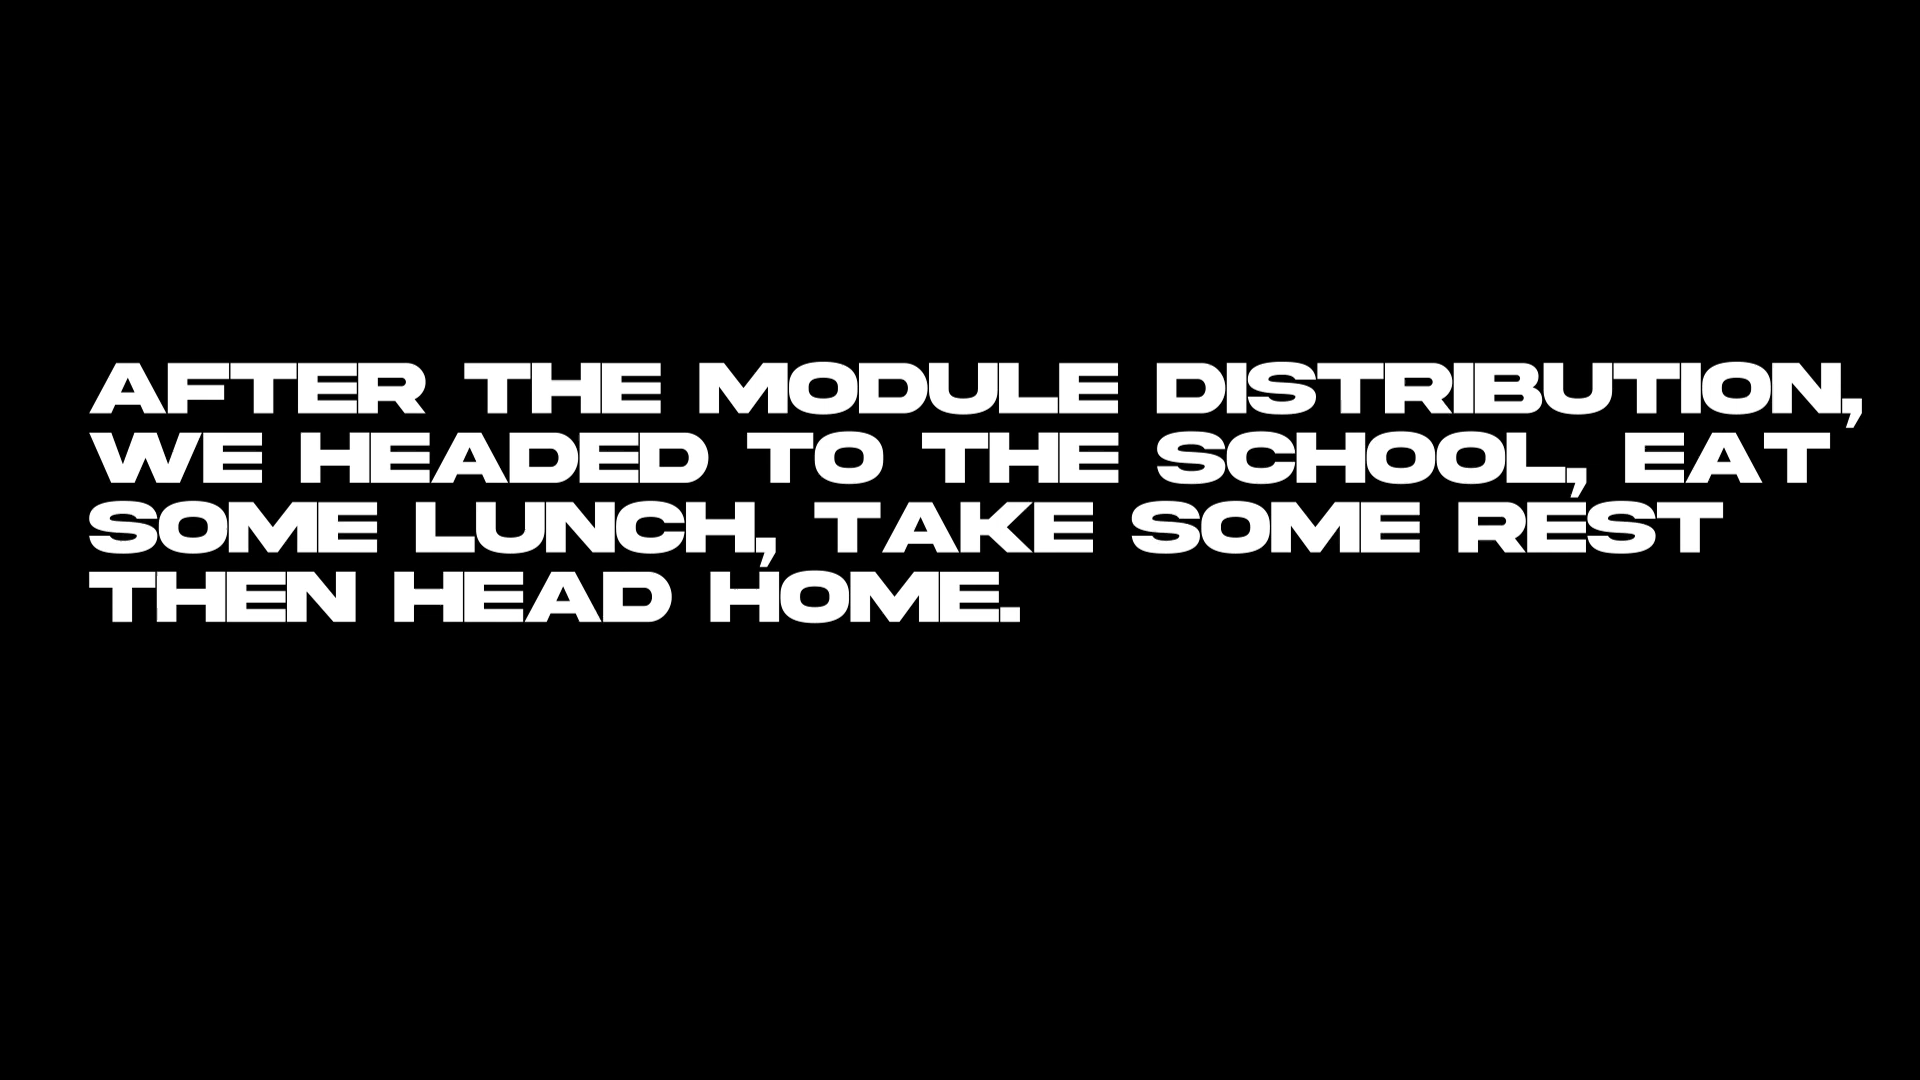 AFTER THE MODULE DISTRIBUTION,
WE HEADED TO THE SCHOOL, EAT
SOME LUNCH, TAKE SOME REST
THEN HEAD HOME.